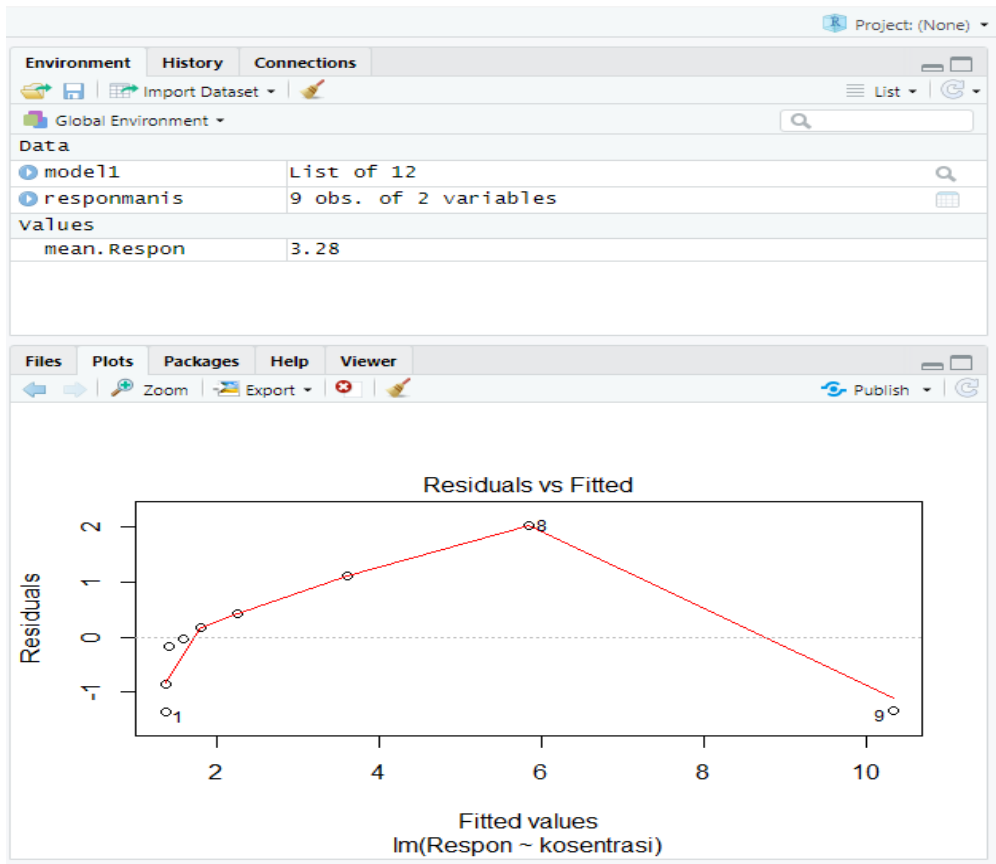 R Project: (None)
Environment History Connections
Import Dataset List
Global Environment
Data
model1 List of 12
responmanis 9 obs. of 2 variables
Values
mean.Respon 3.28
Files Plots Packages Help Viewer
Zoom Export Publish
Residuals vs Fitted
2
1
0
-1
Residuals
8
1
9
2 4 6 8 10
Fitted values
lm(Respon ~ kosentrasi)